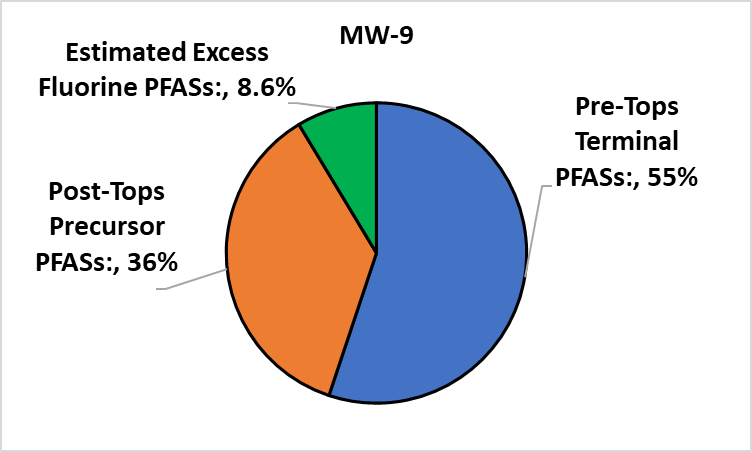 MW-9
Estimated Excess
Fluorine PFASs:, 8.6%
Pre-Tops
Terminal
PFASs:, 55%
Post-Tops
Precursor
PFASs:, 36%